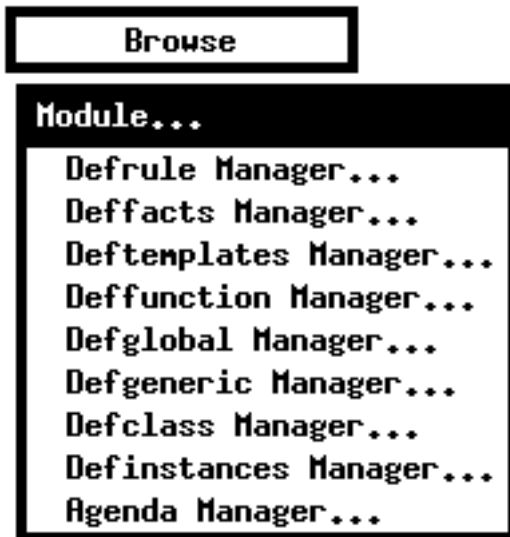 Browse
Module...
Defrule Manager...
Deffacts Manager...
Deftemplates Manager...
Deffunction Manager...
Defglobal Manager...
Defgeneric Manager...
Defclass Manager...
Definstances Manager...
Agenda Manager...